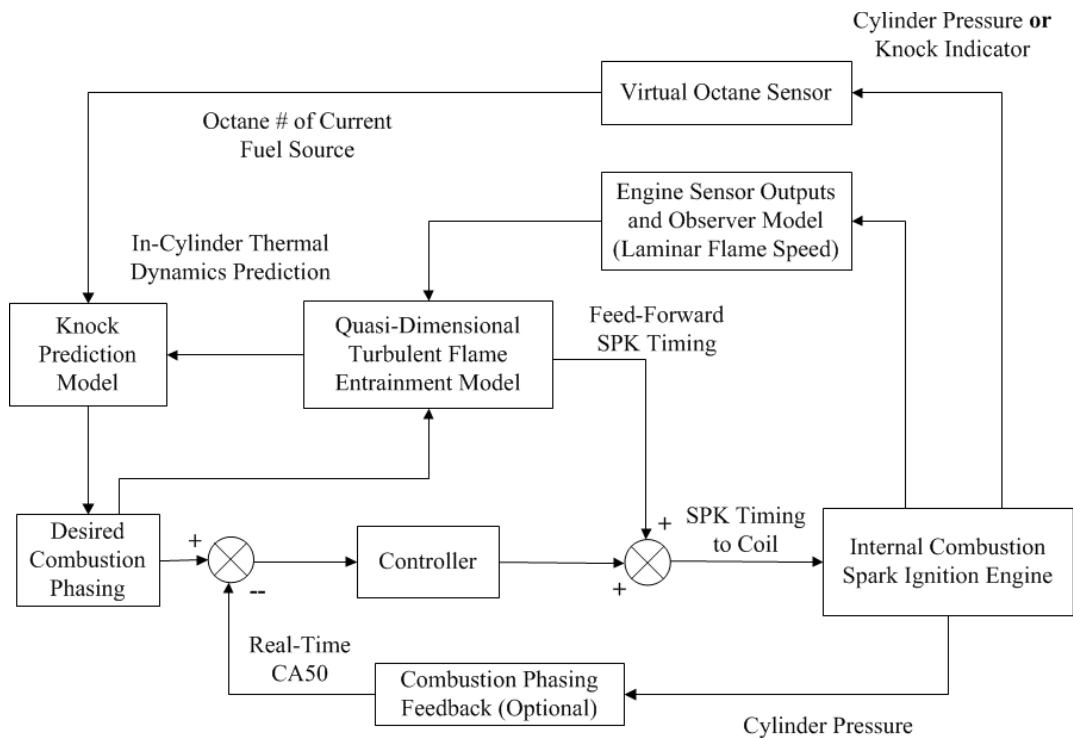 Cylinder Pressure or
Knock Indicator
Virtual Octane Sensor
Octane # of Current
Fuel Source
Engine Sensor Outputs
and Observer Model
(Laminar Flame Speed)
In-Cylinder Thermal
Dynamics Prediction
Knock
Prediction
Model
Quasi-Dimensional
Turbulent Flame
Entrainment Model
Feed-Forward
SPK Timing
Desired
Combustion
Phasing
+
--
Controller
+
+
SPK Timing
to Coil
Internal Combustion
Spark Ignition Engine
Real-Time
CA50
Combustion Phasing
Feedback (Optional)
Cylinder Pressure